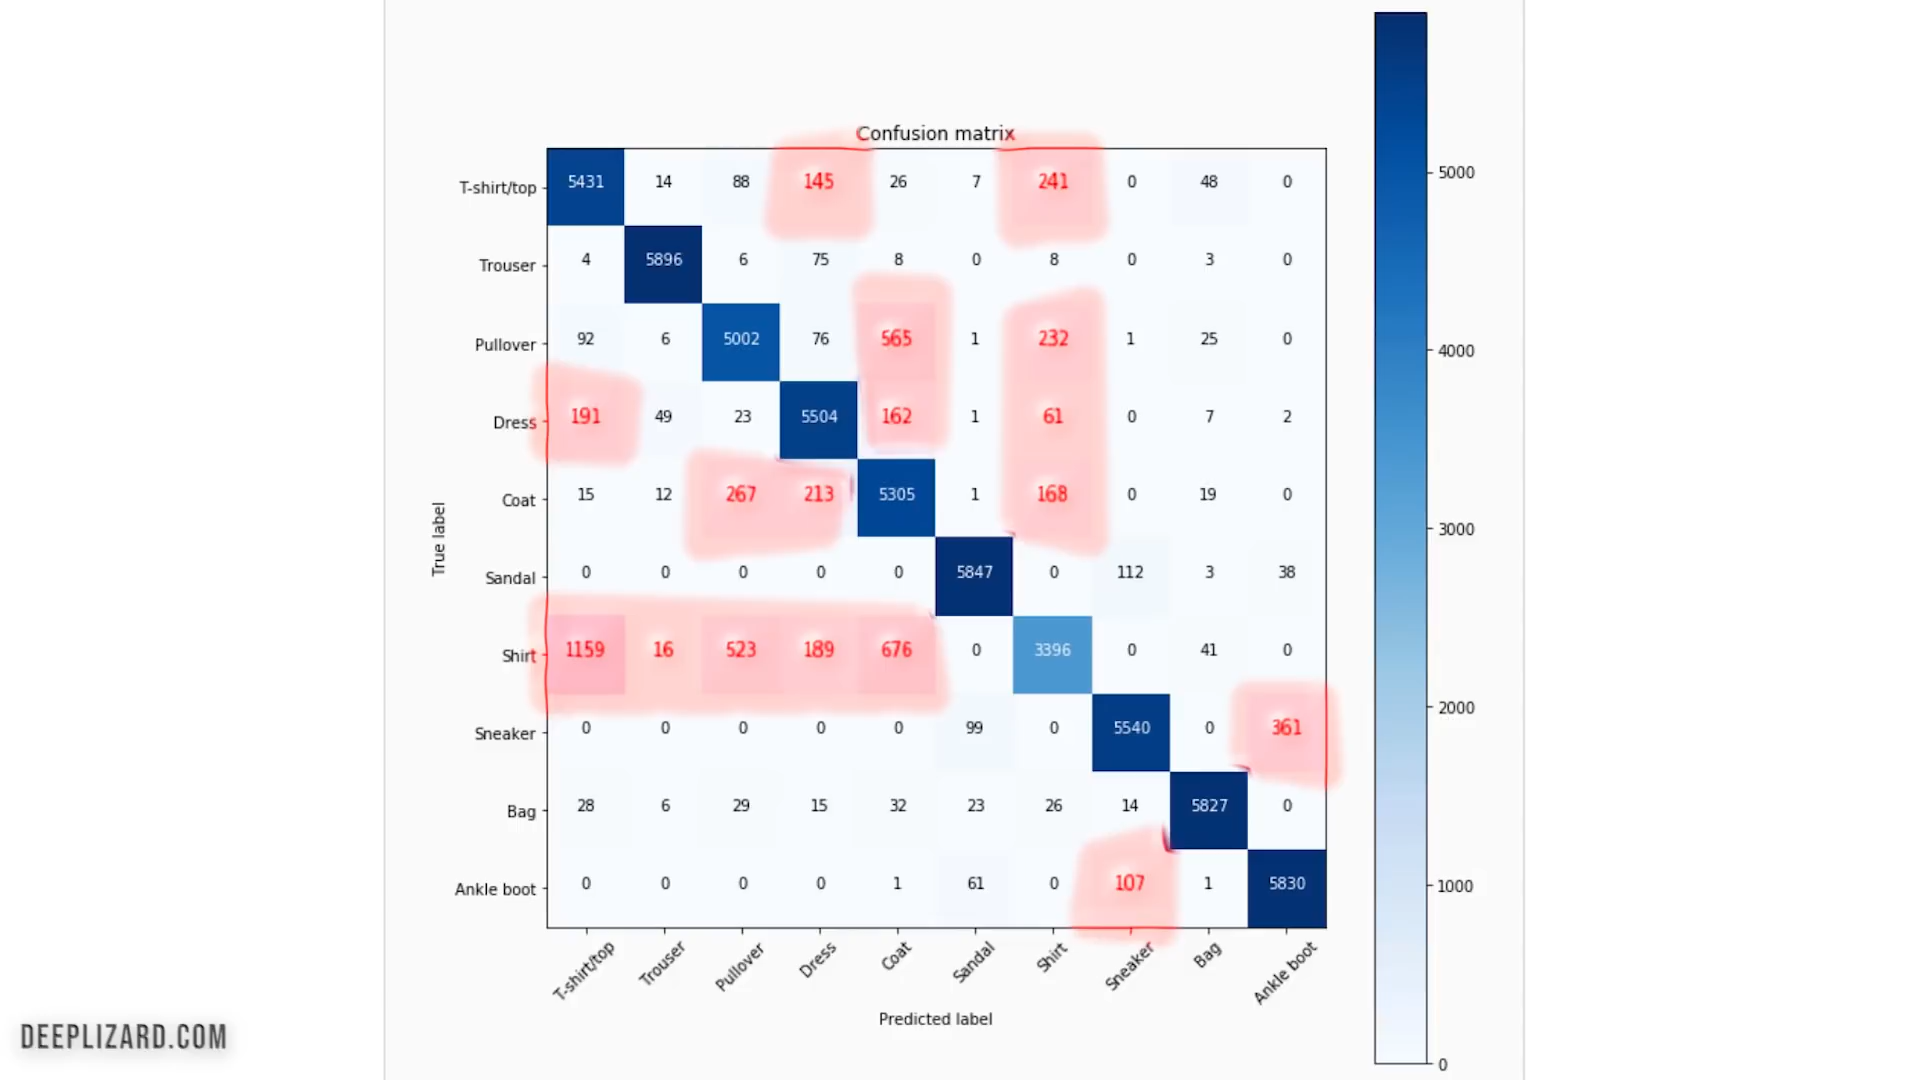 Confusion matrix
T-shirt/top 5431 14 88 145 26 7 241 0 48 0
Trouser 4 5896 6 75 8 0 8 0 3 0
Pullover 92 6 5002 76 565 1 232 1 25 0
Dress 191 49 23 5504 162 1 61 0 7 2
Coat 15 12 267 213 5305 1 168 0 19 0
Sandal 0 0 0 0 0 5847 0 112 3 38
Shirt 1159 16 523 189 676 0 3396 0 41 0
Sneaker 0 0 0 0 0 99 0 5540 0 361
Bag 28 6 29 15 32 23 26 14 5827 0
Ankle boot 0 0 0 0 1 61 0 107 1 5830
True label
T-shirt/top Trouser Pullover Dress Coat Sandal Shirt Sneaker Bag Ankle boot
Predicted label
5000
4000
3000
2000
1000
0
DEEPLIZARD.COM